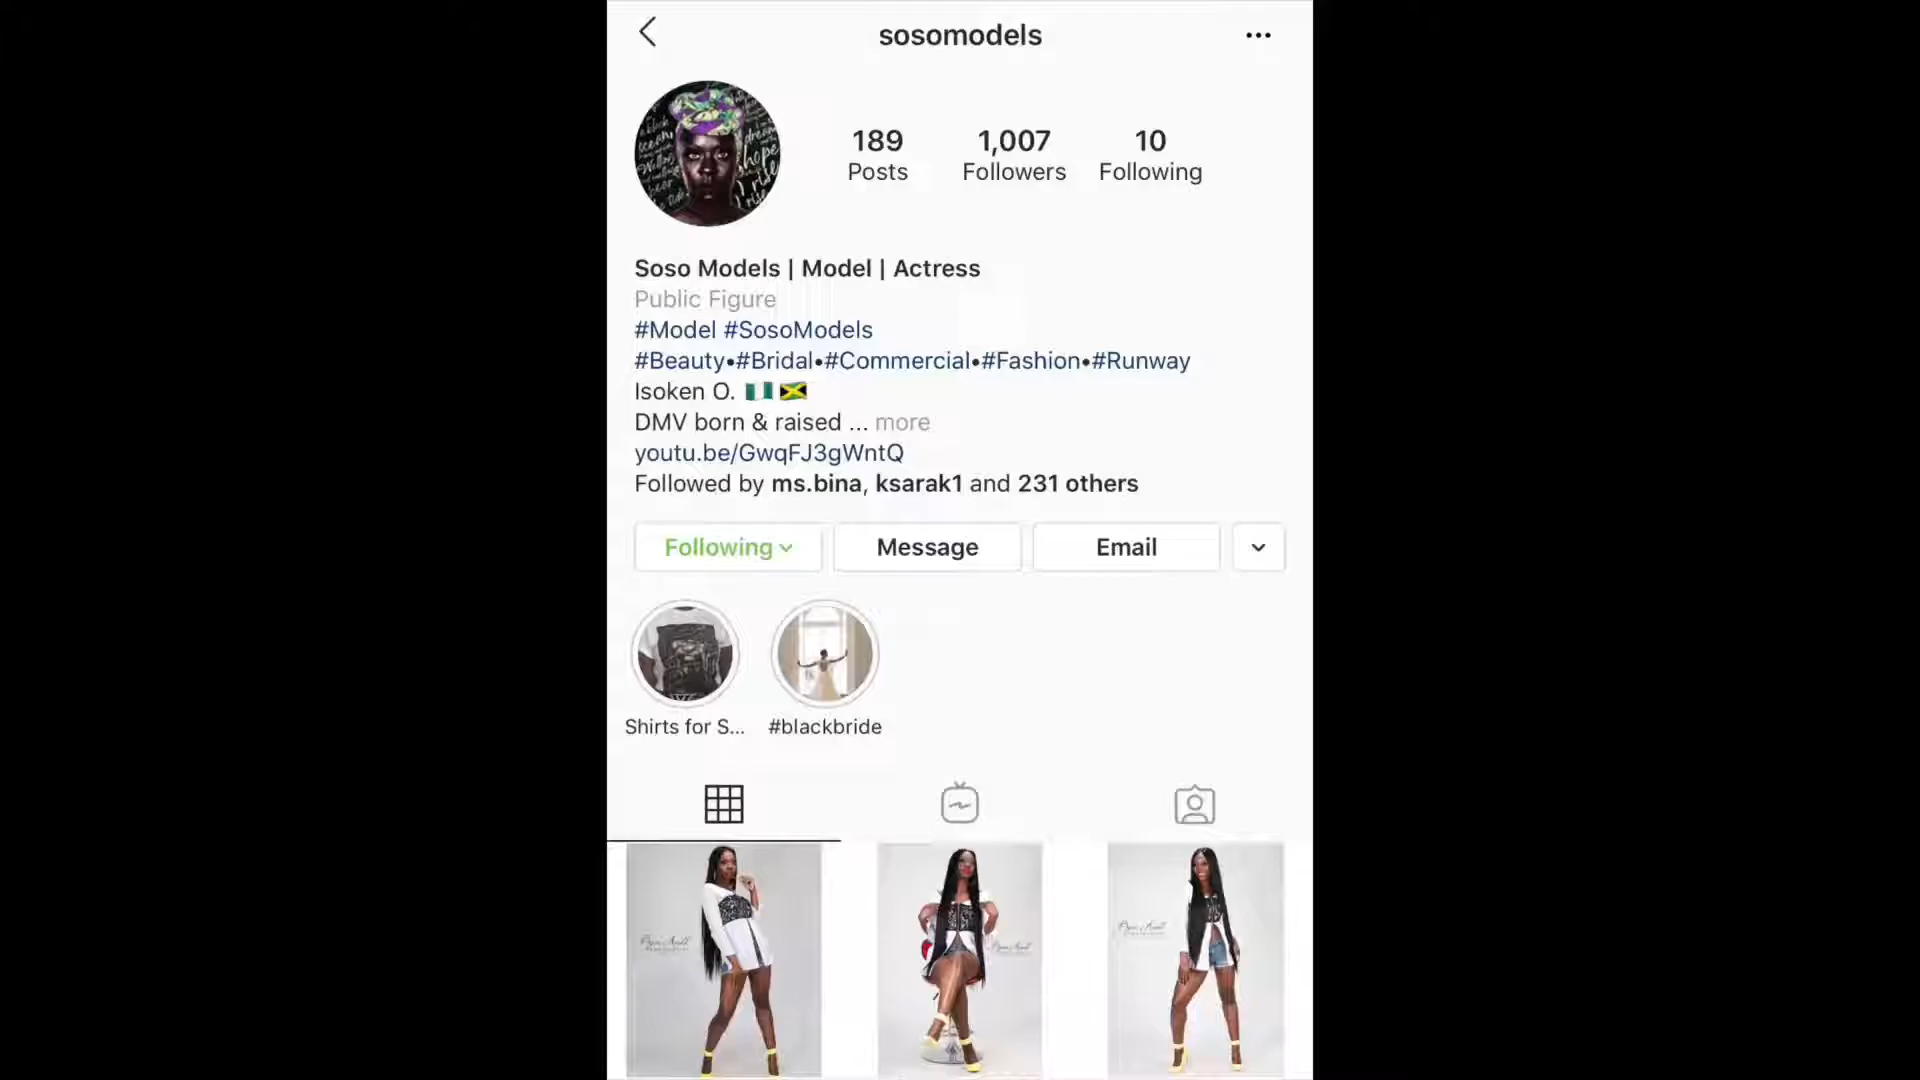 sosomodels
189
Posts
1,007
Followers
10
Following
hope
I rise
Soso Models | Model | Actress
Public Figure
#Model #SosoModels
#Beauty•#Bridal•#Commercial•#Fashion•#Runway
Isoken O. 🇳🇬 🇯🇲
DMV born & raised ... more
youtu.be/GwqFJ3gWntQ
Followed by ms.bina, ksarak1 and 231 others
Following
Message
Email
Shirts for S...
#blackbride